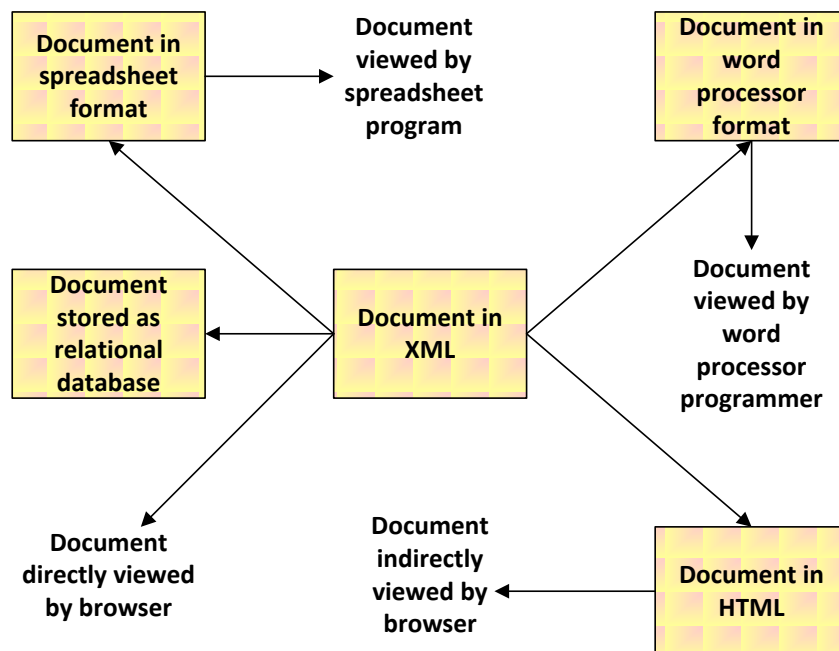 Document in
spreadsheet
format
Document
viewed by
spreadsheet
program
Document in
word
processor
format
Document
stored as
relational
database
Document in
XML
Document
viewed by
word
processor
programmer
Document
directly viewed
by browser
Document
indirectly
viewed by
browser
Document in
HTML